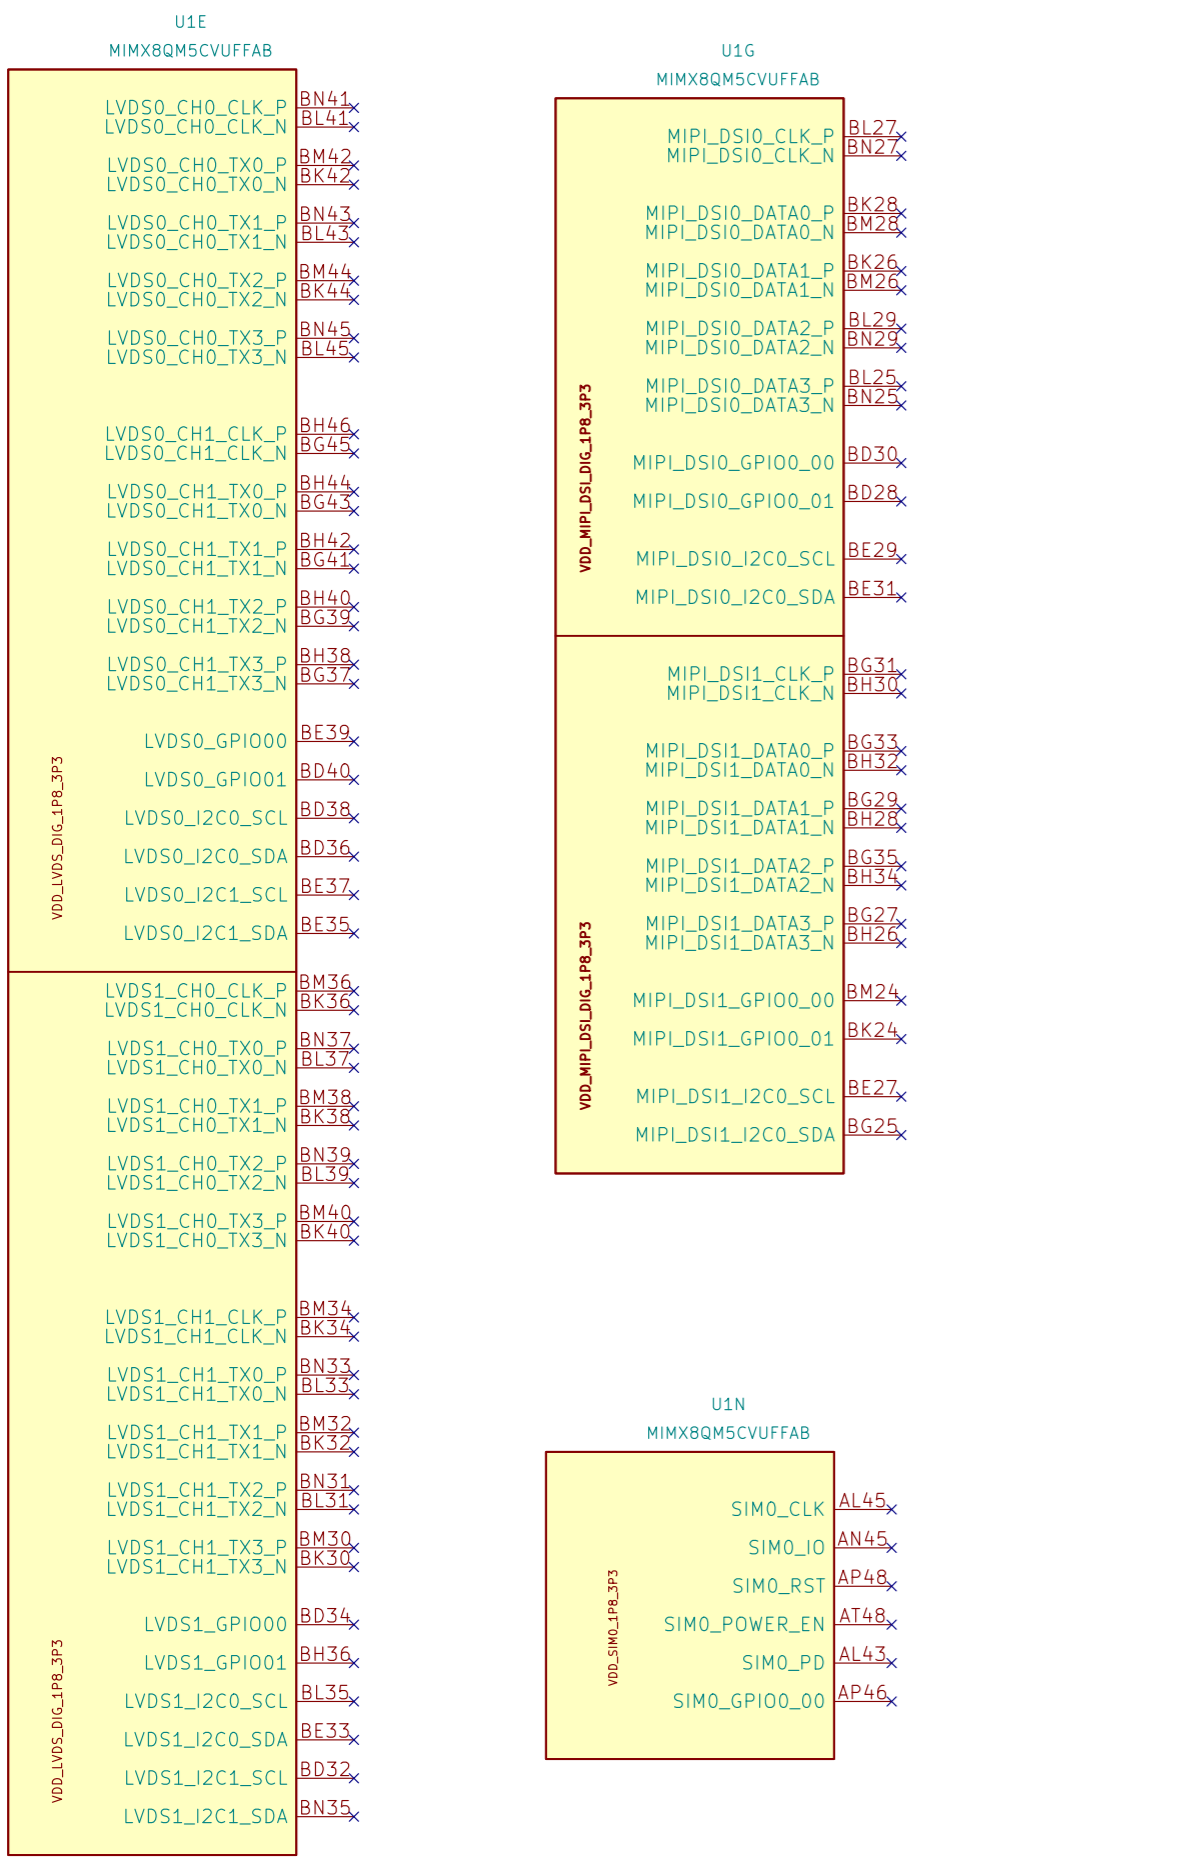 U1E
MIMX8QM5CVUFFAB
LVDS0_CH0_CLK_P BN41
LVDS0_CH0_CLK_N BL41
LVDS0_CH0_TX0_P BM42
LVDS0_CH0_TX0_N BK42
LVDS0_CH0_TX1_P BN43
LVDS0_CH0_TX1_N BL43
LVDS0_CH0_TX2_P BM44
LVDS0_CH0_TX2_N BK44
LVDS0_CH0_TX3_P BN45
LVDS0_CH0_TX3_N BL45
LVDS0_CH1_CLK_P BH46
LVDS0_CH1_CLK_N BG45
LVDS0_CH1_TX0_P BH44
LVDS0_CH1_TX0_N BG43
LVDS0_CH1_TX1_P BH42
LVDS0_CH1_TX1_N BG41
LVDS0_CH1_TX2_P BH40
LVDS0_CH1_TX2_N BG39
LVDS0_CH1_TX3_P BH38
LVDS0_CH1_TX3_N BG37
LVDS0_GPIO00 BE39
LVDS0_GPIO01 BD40
LVDS0_I2C0_SCL BD38
LVDS0_I2C0_SDA BD36
LVDS0_I2C1_SCL BE37
LVDS0_I2C1_SDA BE35
VDD_LVDS_DIG_1P8_3P3
LVDS1_CH0_CLK_P BM36
LVDS1_CH0_CLK_N BK36
LVDS1_CH0_TX0_P BN37
LVDS1_CH0_TX0_N BL37
LVDS1_CH0_TX1_P BM38
LVDS1_CH0_TX1_N BK38
LVDS1_CH0_TX2_P BN39
LVDS1_CH0_TX2_N BL39
LVDS1_CH0_TX3_P BM40
LVDS1_CH0_TX3_N BK40
LVDS1_CH1_CLK_P BM34
LVDS1_CH1_CLK_N BK34
LVDS1_CH1_TX0_P BN33
LVDS1_CH1_TX0_N BL33
LVDS1_CH1_TX1_P BM32
LVDS1_CH1_TX1_N BK32
LVDS1_CH1_TX2_P BN31
LVDS1_CH1_TX2_N BL31
LVDS1_CH1_TX3_P BM30
LVDS1_CH1_TX3_N BK30
LVDS1_GPIO00 BD34
LVDS1_GPIO01 BH36
LVDS1_I2C0_SCL BL35
LVDS1_I2C0_SDA BE33
LVDS1_I2C1_SCL BD32
LVDS1_I2C1_SDA BN35
VDD_LVDS_DIG_1P8_3P3
U1G
MIMX8QM5CVUFFAB
MIPI_DSI0_CLK_P BL27
MIPI_DSI0_CLK_N BN27
MIPI_DSI0_DATA0_P BK28
MIPI_DSI0_DATA0_N BM28
MIPI_DSI0_DATA1_P BK26
MIPI_DSI0_DATA1_N BM26
MIPI_DSI0_DATA2_P BL29
MIPI_DSI0_DATA2_N BN29
MIPI_DSI0_DATA3_P BL25
MIPI_DSI0_DATA3_N BN25
MIPI_DSI0_GPIO0_00 BD30
MIPI_DSI0_GPIO0_01 BD28
MIPI_DSI0_I2C0_SCL BE29
MIPI_DSI0_I2C0_SDA BE31
VDD_MIPI_DSI_DIG_1P8_3P3
MIPI_DSI1_CLK_P BG31
MIPI_DSI1_CLK_N BH30
MIPI_DSI1_DATA0_P BG33
MIPI_DSI1_DATA0_N BH32
MIPI_DSI1_DATA1_P BG29
MIPI_DSI1_DATA1_N BH28
MIPI_DSI1_DATA2_P BG35
MIPI_DSI1_DATA2_N BH34
MIPI_DSI1_DATA3_P BG27
MIPI_DSI1_DATA3_N BH26
MIPI_DSI1_GPIO0_00 BM24
MIPI_DSI1_GPIO0_01 BK24
MIPI_DSI1_I2C0_SCL BE27
MIPI_DSI1_I2C0_SDA BG25
VDD_MIPI_DSI_DIG_1P8_3P3
U1N
MIMX8QM5CVUFFAB
SIM0_CLK AL45
SIM0_IO AN45
SIM0_RST AP48
SIM0_POWER_EN AT48
SIM0_PD AL43
SIM0_GPIO0_00 AP46
VDD_SIM0_1P8_3P3